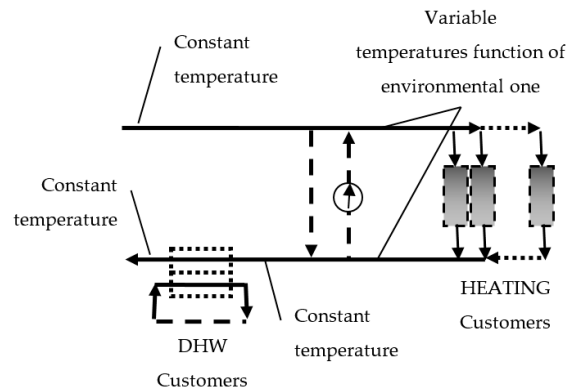 Variable
temperatures function of
environmental one
Constant
temperature
Constant
temperature
HEATING
Customers
Constant
temperature
DHW
Customers